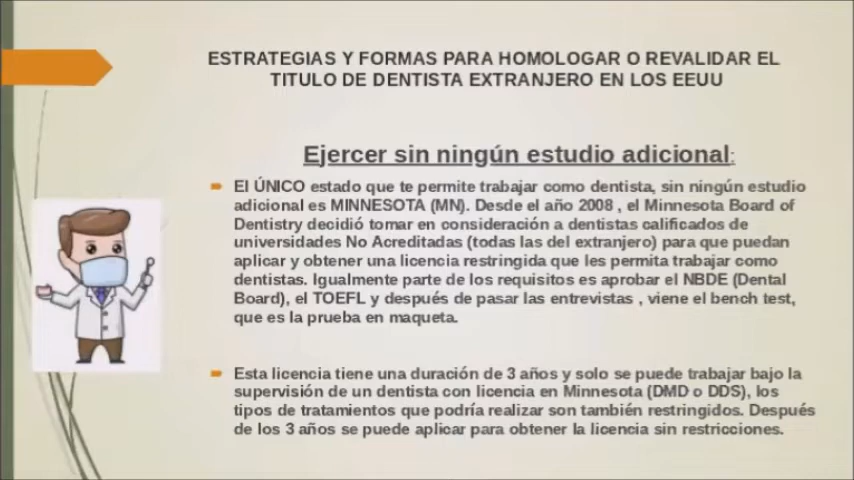 ESTRATEGIAS Y FORMAS PARA HOMOLOGAR O REVALIDAR EL
TITULO DE DENTISTA EXTRANJERO EN LOS EEUU
Ejercer sin ningún estudio adicional:
El ÚNICO estado que te permite trabajar como dentista, sin ningún estudio
adicional es MINNESOTA (MN). Desde el año 2008 , el Minnesota Board of
Dentistry decidió tomar en consideración a dentistas calificados de
universidades No Acreditadas (todas las del extranjero) para que puedan
aplicar y obtener una licencia restringida que les permita trabajar como
dentistas. Igualmente parte de los requisitos es aprobar el NBDE (Dental
Board), el TOEFL y después de pasar las entrevistas , viene el bench test,
que es la prueba en maqueta.
Esta licencia tiene una duración de 3 años y solo se puede trabajar bajo la
supervisión de un dentista con licencia en Minnesota (DMD o DDS), los
tipos de tratamientos que podría realizar son también restringidos. Después
de los 3 años se puede aplicar para obtener la licencia sin restricciones.